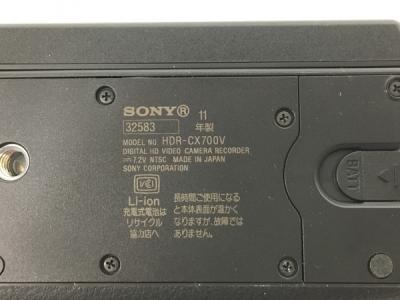 SONY® 11
32583 年製
MODEL NO. HDR-CX700V
DIGITAL HD VIDEO CAMERA RECORDER
⎓7.2V NTSC MADE IN JAPAN
SONY CORPORATION
VCI
Li-ion
充電式電池は
リサイクル
協力店へ
長時間ご使用になる
と本体表面が温かく
なりますが、故障では
ありません。
BATT